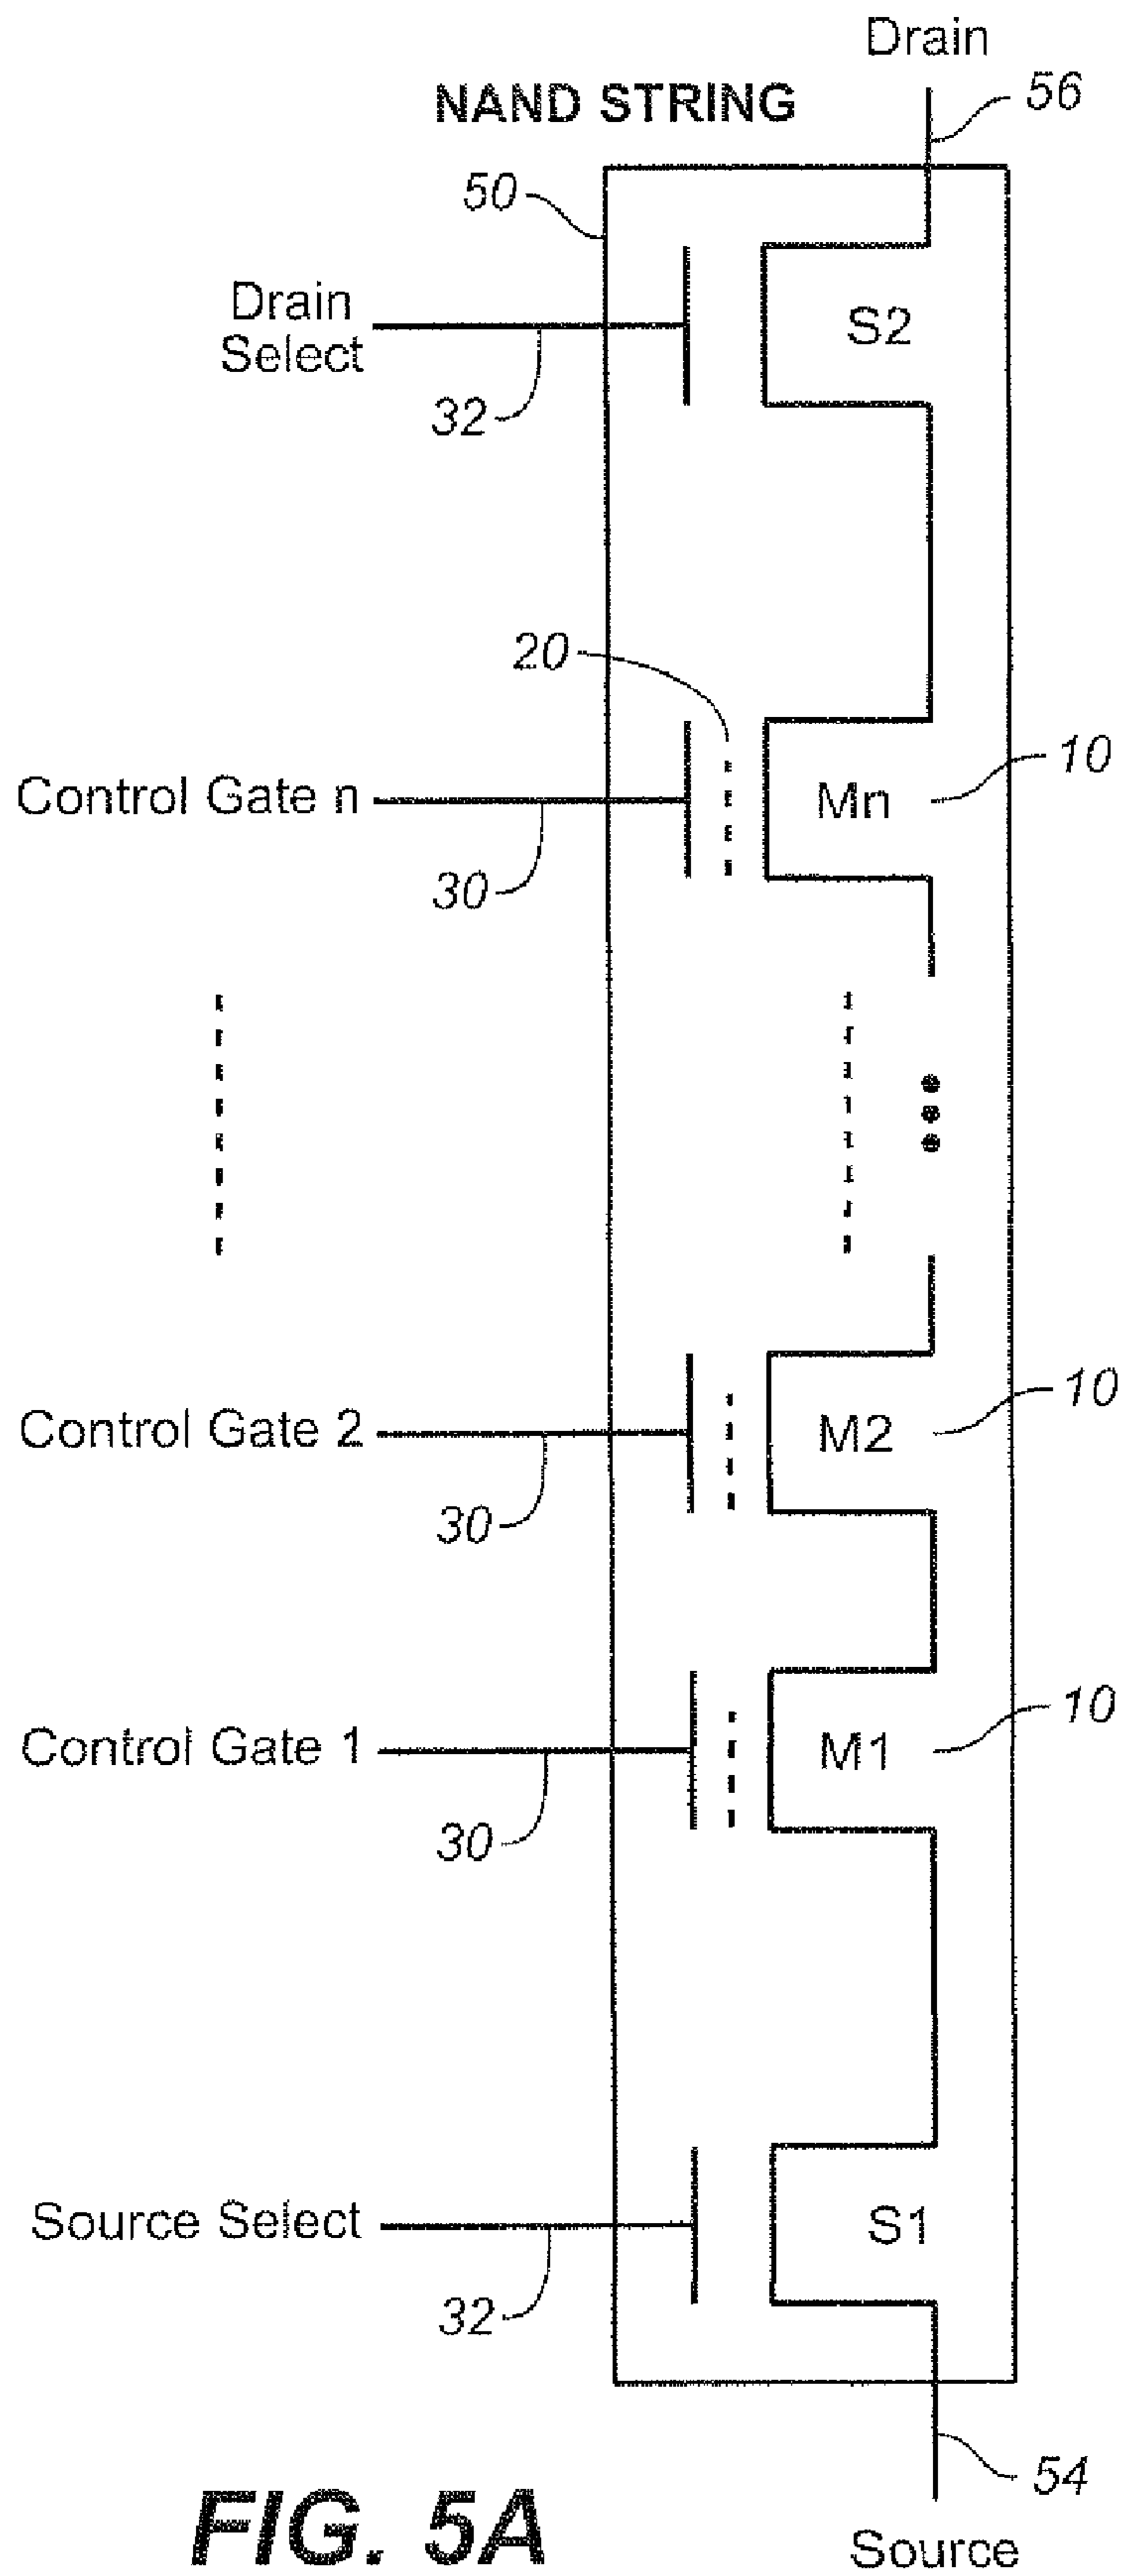 Drain
56
NAND STRING
50
Drain
Select
S2
32
20
Control Gate n
Mn
10
30
Control Gate 2
M2
10
30
Control Gate 1
M1
10
30
Source Select
S1
32
54
FIG. 5A
Source